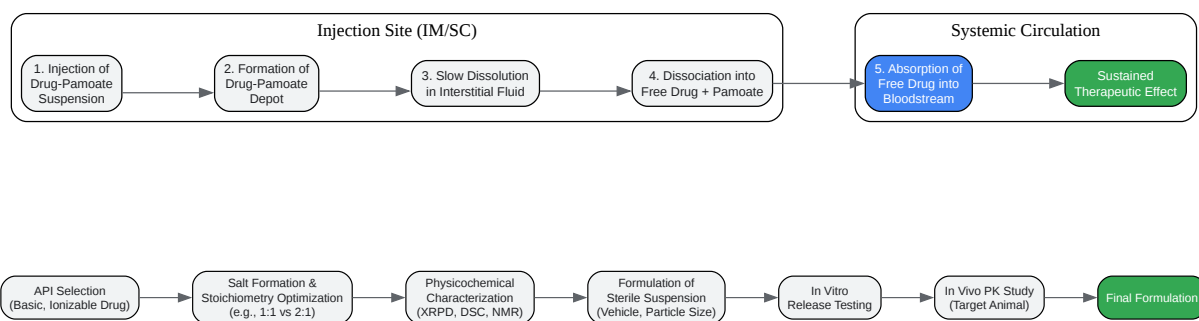 Injection Site (IM/SC)
Systemic Circulation
1. Injection of
Drug-Pamoate
Suspension
2. Formation of
Drug-Pamoate
Depot
3. Slow Dissolution
in Interstitial Fluid
4. Dissociation into
Free Drug + Pamoate
5. Absorption of
Free Drug into
Bloodstream
Sustained
Therapeutic Effect
API Selection
(Basic, Ionizable Drug)
Salt Formation &
Stoichiometry Optimization
(e.g., 1:1 vs 2:1)
Physicochemical
Characterization
(XRPD, DSC, NMR)
Formulation of
Sterile Suspension
(Vehicle, Particle Size)
In Vitro
Release Testing
In Vivo PK Study
(Target Animal)
Final Formulation